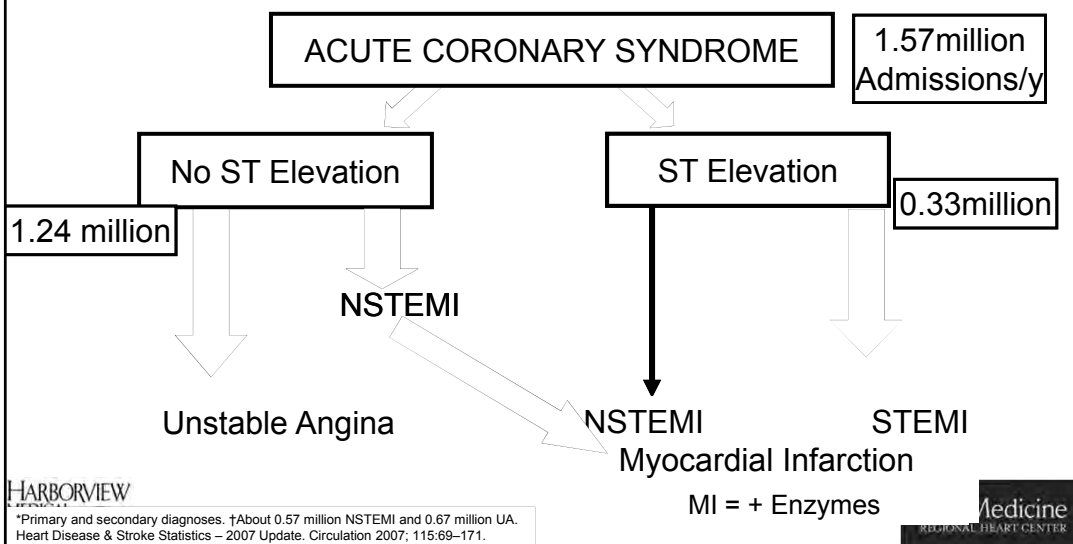 ACUTE CORONARY SYNDROME
1.57million
Admissions/y
No ST Elevation
ST Elevation
1.24 million
0.33million
NSTEMI
Unstable Angina
NSTEMI
STEMI
Myocardial Infarction
MI = + Enzymes
HARBORVIEW
Medicine
REGIONAL HEART CENTER
*Primary and secondary diagnoses. †About 0.57 million NSTEMI and 0.67 million UA.
Heart Disease & Stroke Statistics – 2007 Update. Circulation 2007; 115:69–171.